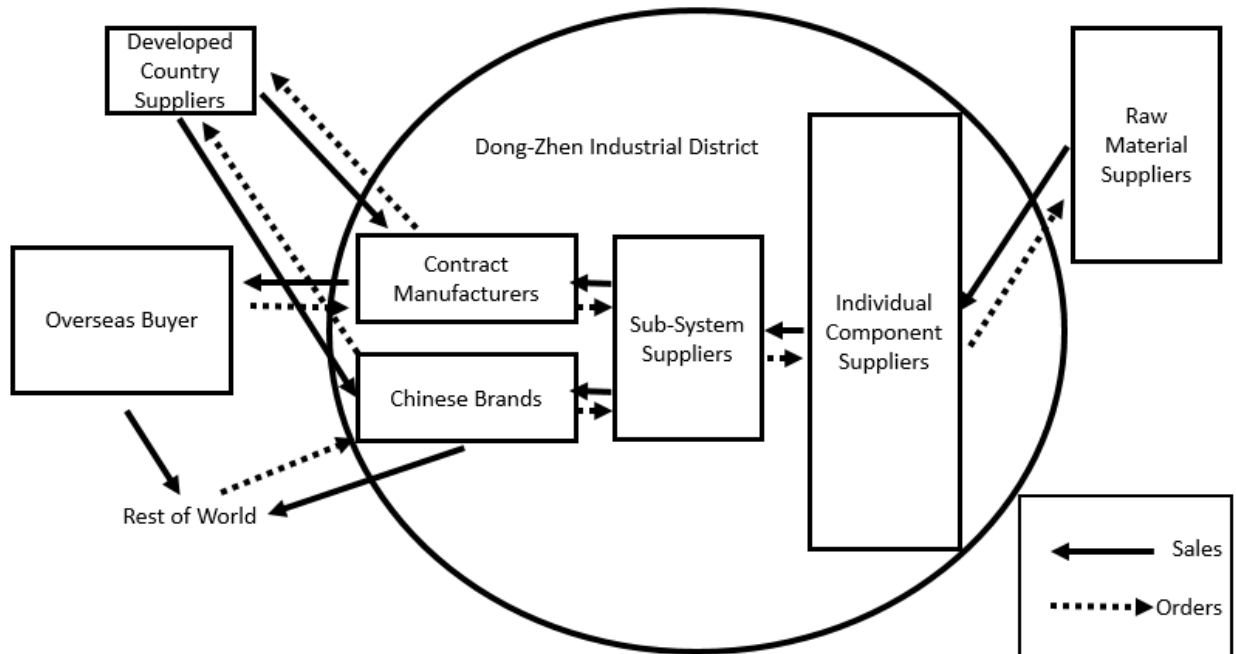 Developed
Country
Suppliers
Dong-Zhen Industrial District
Raw
Material
Suppliers
Contract
Manufacturers
Overseas Buyer
Sub-System
Suppliers
Individual
Component
Suppliers
Chinese Brands
Rest of World
Sales
Orders